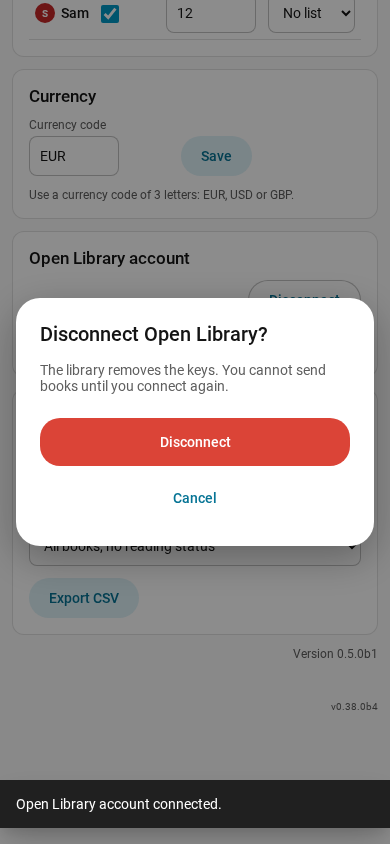 S Sam 12 No list
Currency
Currency code
EUR Save
Use a currency code of 3 letters: EUR, USD or GBP.
Open Library account
Disconnect
Disconnect Open Library?
The library removes the keys. You cannot send
books until you connect again.
Disconnect
Cancel
All books, no reading status
Export CSV
Version 0.5.0b1
v0.38.0b4
Open Library account connected.